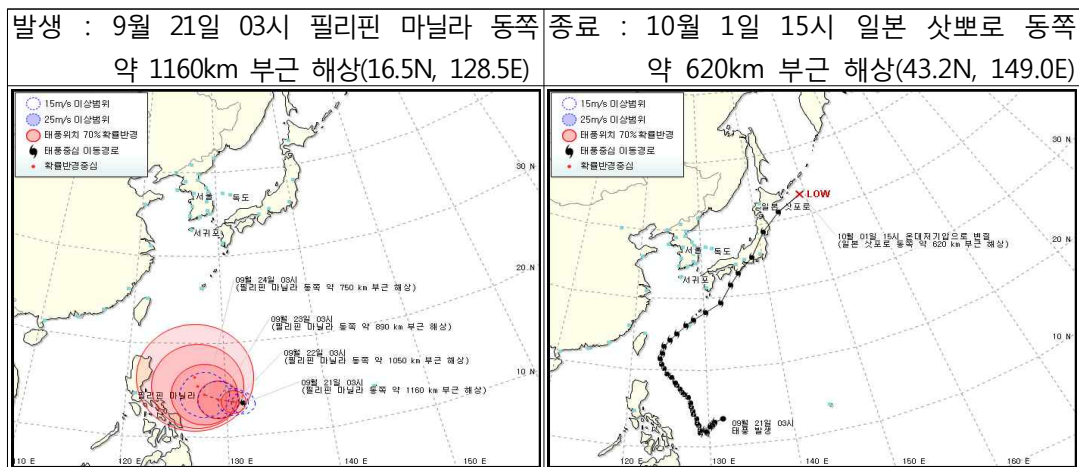 발생 : 9월 21일 03시 필리핀 마닐라 동쪽
약 1160km 부근 해상(16.5N, 128.5E)
종료 : 10월 1일 15시 일본 삿뽀로 동쪽
약 620km 부근 해상(43.2N, 149.0E)
15m/s 이상범위
25m/s 이상범위
태풍위치 70%확률반경
태풍중심 이동경로
확률반경중심
서울
독도
서귀포
30 N
20 N
10 N
09월 24일 03시
(필리핀 마닐라 동쪽 약 750 km 부근 해상)
09월 23일 03시
(필리핀 마닐라 동쪽 약 890 km 부근 해상)
09월 22일 03시
(필리핀 마닐라 동쪽 약 1050 km 부근 해상)
09월 21일 03시
(필리핀 마닐라 동쪽 약 1160 km 부근 해상)
필리핀 마닐라
110 E
120 E
130 E
140 E
150 E
15m/s 이상범위
25m/s 이상범위
태풍위치 70%확률반경
태풍중심 이동경로
확률반경중심
LOW
일본 삿포로
10월 01일 15시 온대저기압으로 변질
(일본 삿포로 동쪽 약 620 km 부근 해상)
서울
독도
서귀포
30 N
20 N
10 N
09월 21일 03시
태풍 발생
120 E
130 E
140 E
150 E
160 E